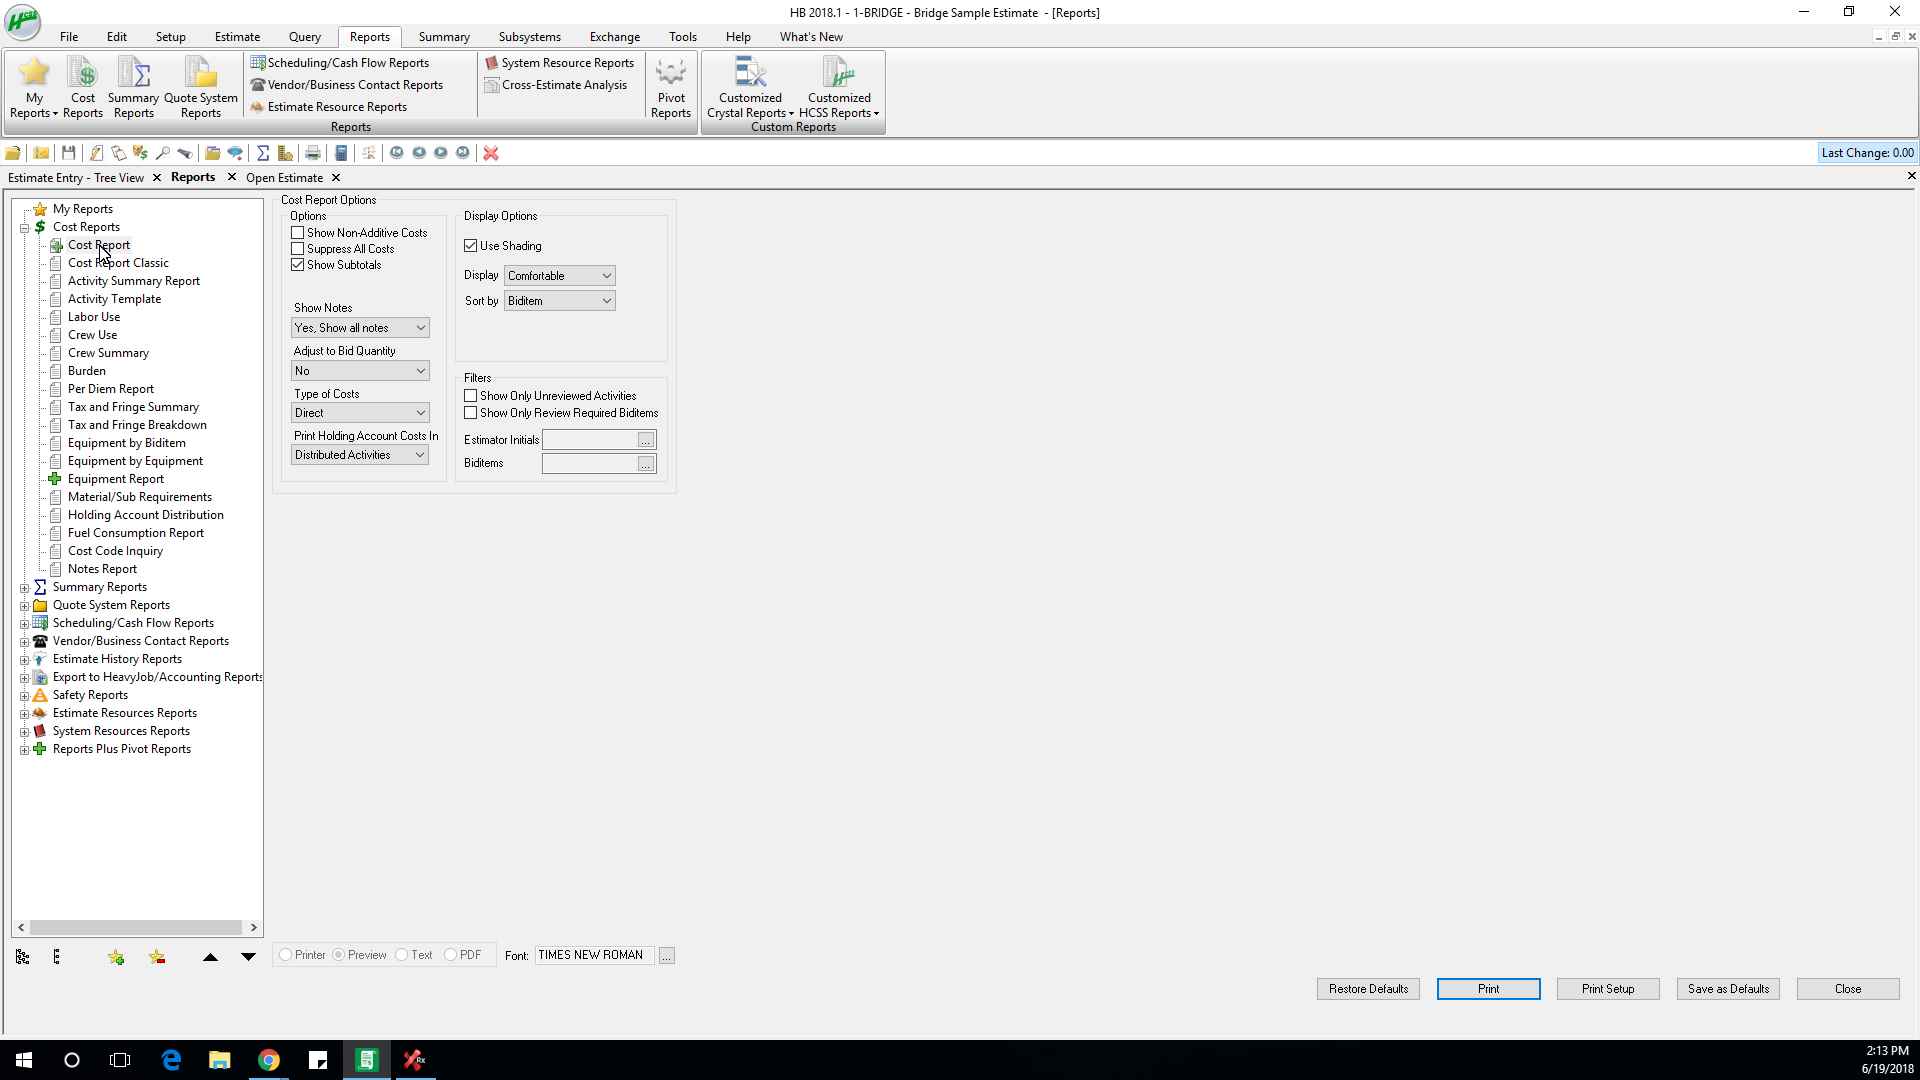 HCSS
HB 2018.1 - 1-BRIDGE - Bridge Sample Estimate - [Reports]
File Edit Setup Estimate Query Reports Summary Subsystems Exchange Tools Help What's New
My Reports
Cost Reports
Summary Reports
Quote System Reports
Scheduling/Cash Flow Reports
Vendor/Business Contact Reports
Estimate Resource Reports
System Resource Reports
Cross-Estimate Analysis
Pivot Reports
Reports
Customized Crystal Reports
Customized HCSS Reports
Custom Reports
Last Change: 0.00
Estimate Entry - Tree View Reports Open Estimate
My Reports
Cost Reports
Cost Report
Cost Report Classic
Activity Summary Report
Activity Template
Labor Use
Crew Use
Crew Summary
Burden
Per Diem Report
Tax and Fringe Summary
Tax and Fringe Breakdown
Equipment by Biditem
Equipment by Equipment
Equipment Report
Material/Sub Requirements
Holding Account Distribution
Fuel Consumption Report
Cost Code Inquiry
Notes Report
Summary Reports
Quote System Reports
Scheduling/Cash Flow Reports
Vendor/Business Contact Reports
Estimate History Reports
Export to HeavyJob/Accounting Reports
Safety Reports
Estimate Resources Reports
System Resources Reports
Reports Plus Pivot Reports
Cost Report Options
Options
Show Non-Additive Costs
Suppress All Costs
Show Subtotals
Show Notes
Yes, Show all notes
Adjust to Bid Quantity
No
Type of Costs
Direct
Print Holding Account Costs In
Distributed Activities
Display Options
Use Shading
Display Comfortable
Sort by Biditem
Filters
Show Only Unreviewed Activities
Show Only Review Required Biditems
Estimator Initials ...
Biditems ...
Printer Preview Text PDF Font: TIMES NEW ROMAN ...
Restore Defaults Print Print Setup Save as Defaults Close
2:13 PM
6/19/2018